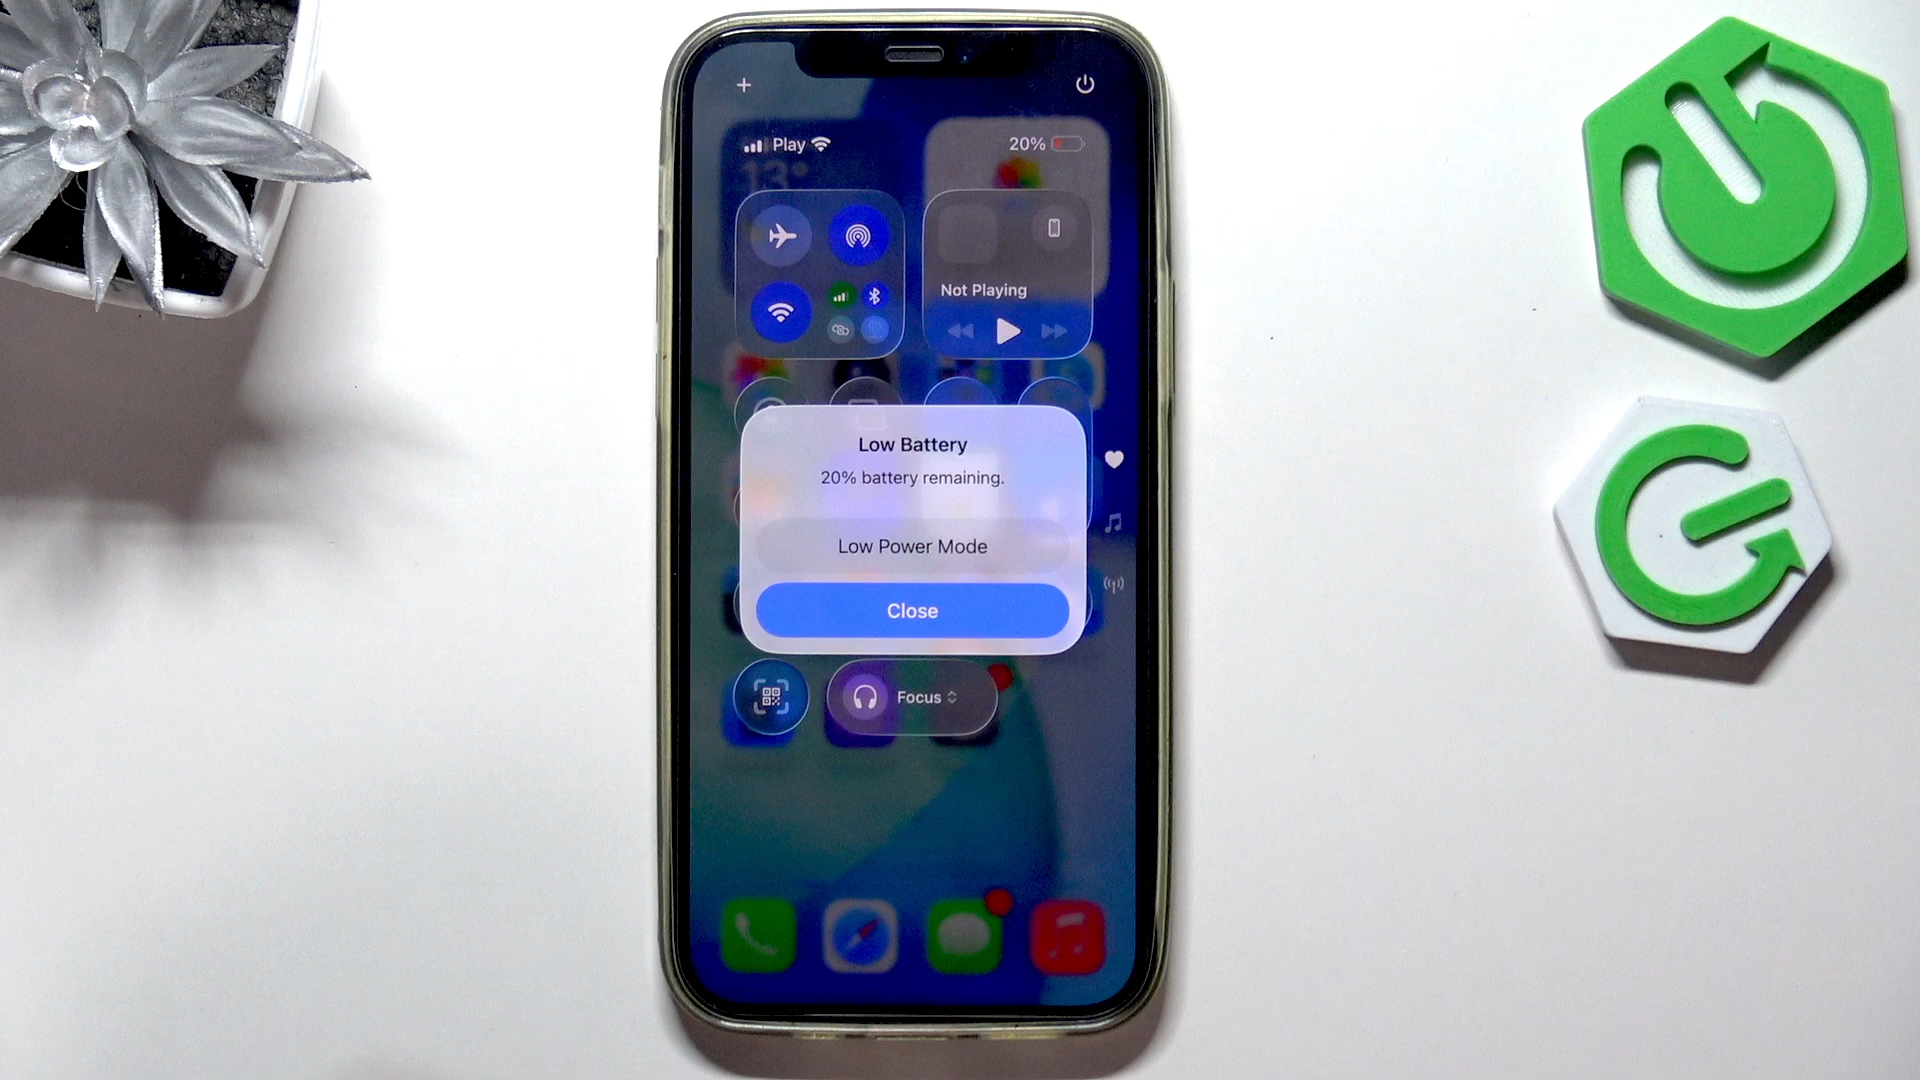 Play
20%
13°
Not Playing
Low Battery
20% battery remaining.
Low Power Mode
Close
Focus